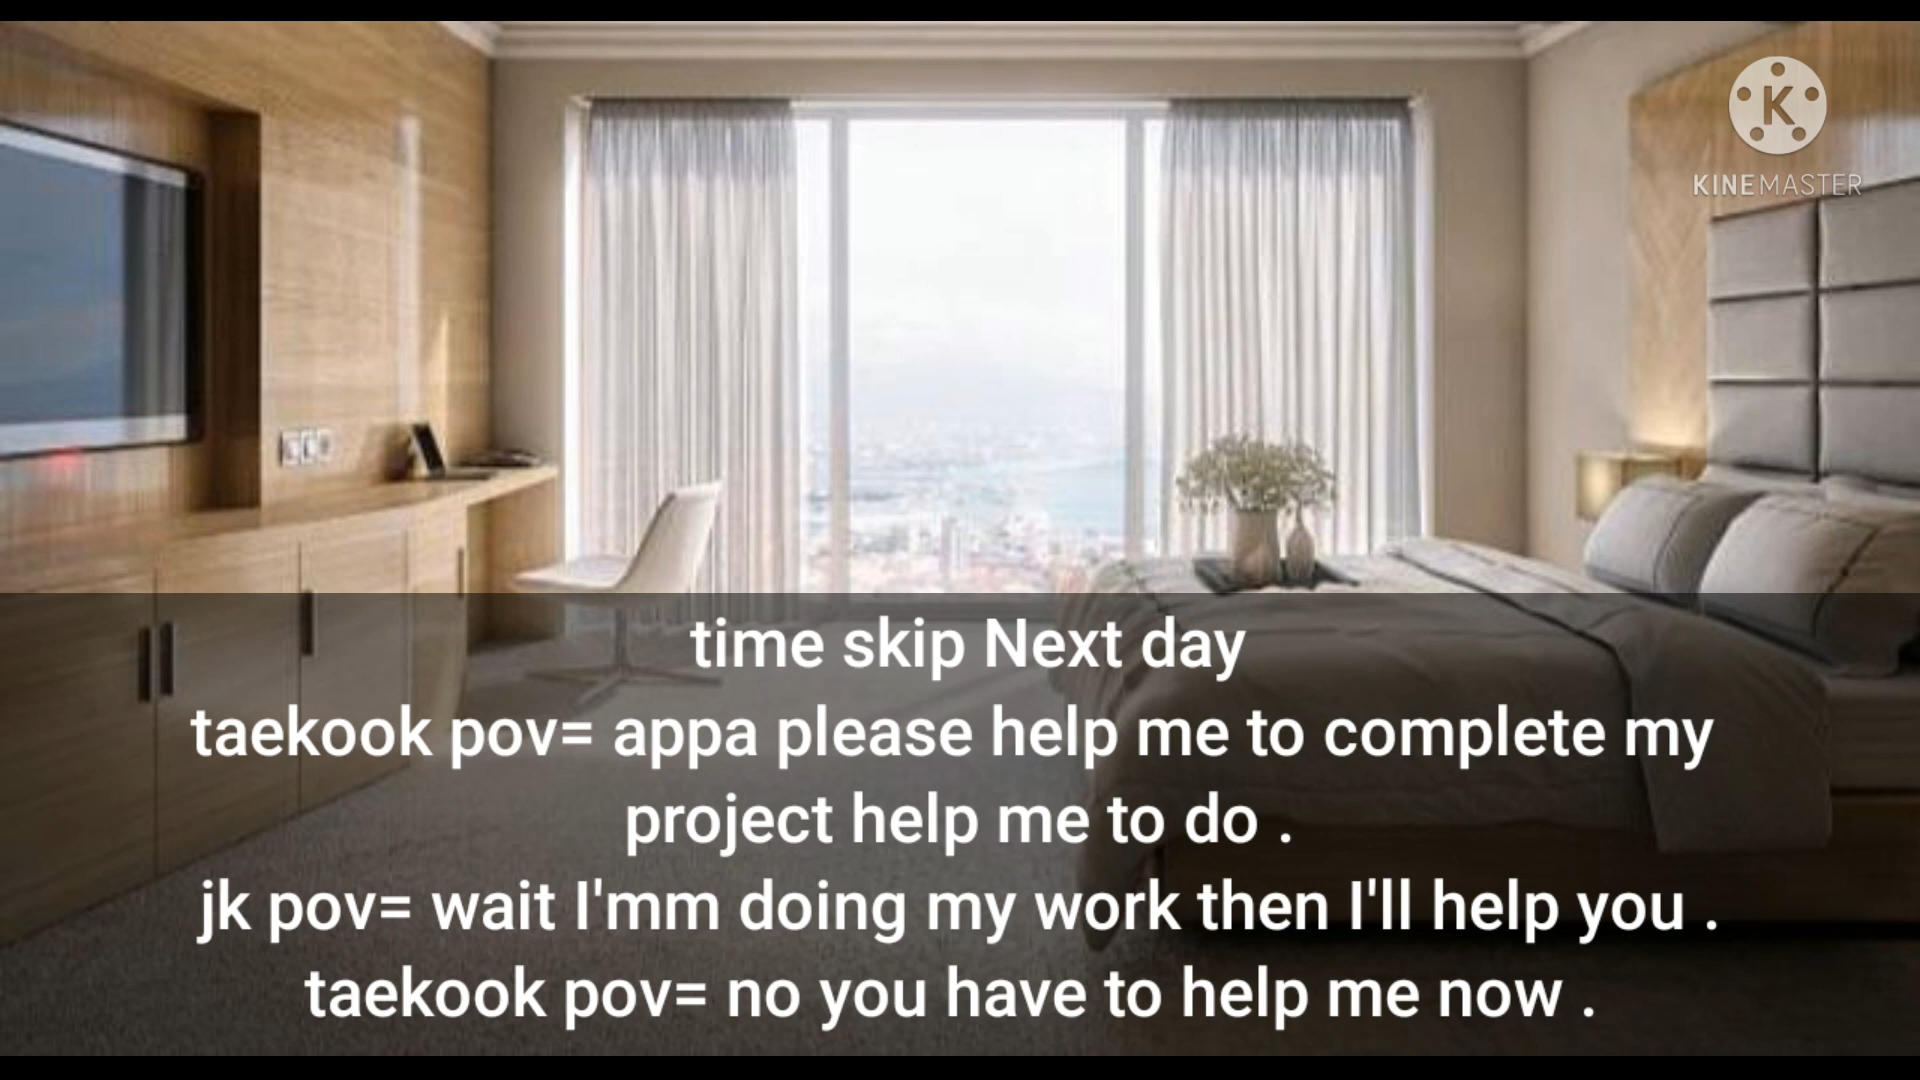 KINEMASTER
time skip Next day
taekook pov= appa please help me to complete my
project help me to do .
jk pov= wait I'mm doing my work then I'll help you .
taekook pov= no you have to help me now .